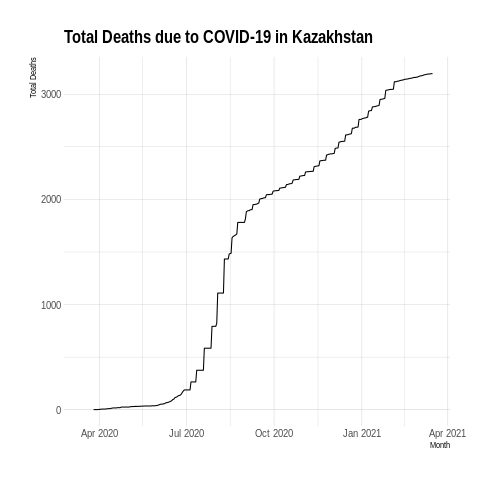 Total Deaths due to COVID-19 in Kazakhstan
Total Deaths
3000
2000
1000
0
Apr 2020 Jul 2020 Oct 2020 Jan 2021 Apr 2021
Month